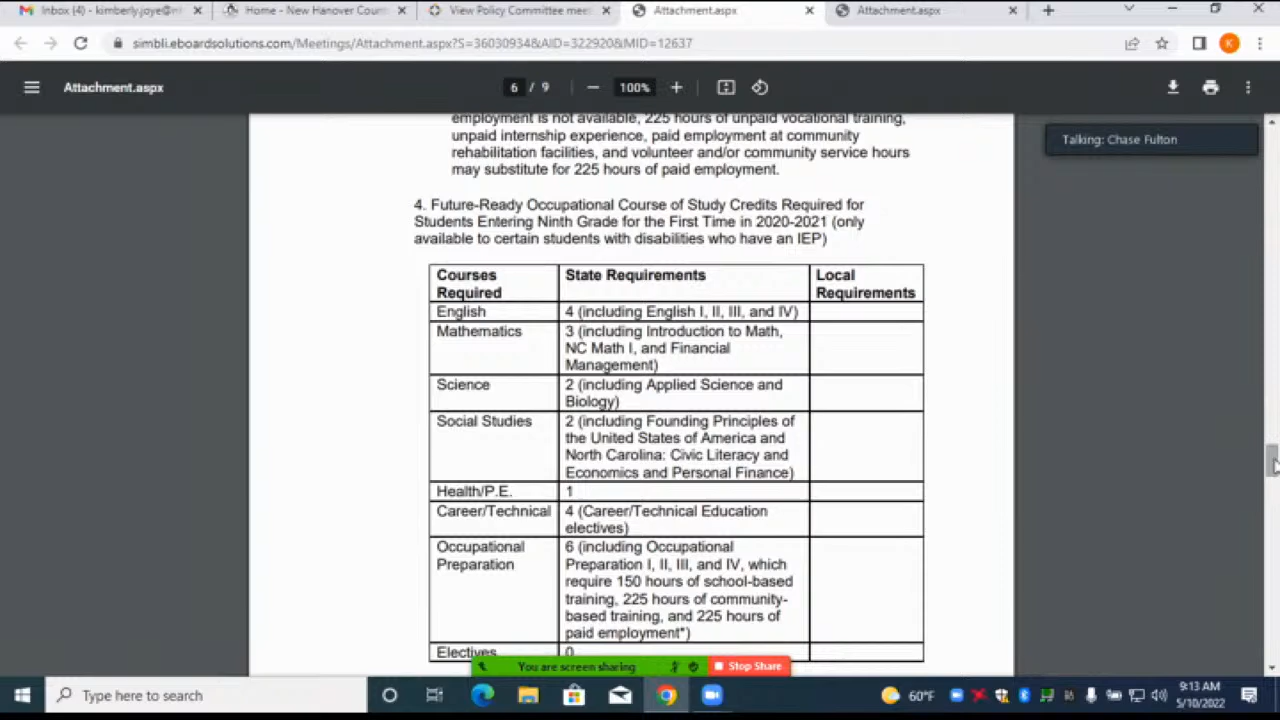 Inbox (4) - kimberly.joye@n
Home - New Hanover Coun
View Policy Committee mee
Attachment.aspx
Attachment.aspx
simbli.eboardsolutions.com/Meetings/Attachment.aspx?S=36030934&AID=322920&MID=12637
K
Attachment.aspx
6 / 9
100%
Talking: Chase Fulton
employment is not available, 225 hours of unpaid vocational training,
unpaid internship experience, paid employment at community
rehabilitation facilities, and volunteer and/or community service hours
may substitute for 225 hours of paid employment.
4. Future-Ready Occupational Course of Study Credits Required for
Students Entering Ninth Grade for the First Time in 2020-2021 (only
available to certain students with disabilities who have an IEP)
Courses Required
State Requirements
Local Requirements
English
4 (including English I, II, III, and IV)
Mathematics
3 (including Introduction to Math,
NC Math I, and Financial
Management)
Science
2 (including Applied Science and
Biology)
Social Studies
2 (including Founding Principles of
the United States of America and
North Carolina: Civic Literacy and
Economics and Personal Finance)
Health/P.E.
1
Career/Technical
4 (Career/Technical Education
electives)
Occupational
Preparation
6 (including Occupational
Preparation I, II, III, and IV, which
require 150 hours of school-based
training, 225 hours of community-
based training, and 225 hours of
paid employment*)
Electives
0
You are screen sharing
Stop Share
Type here to search
60°F
9:13 AM
5/10/2022